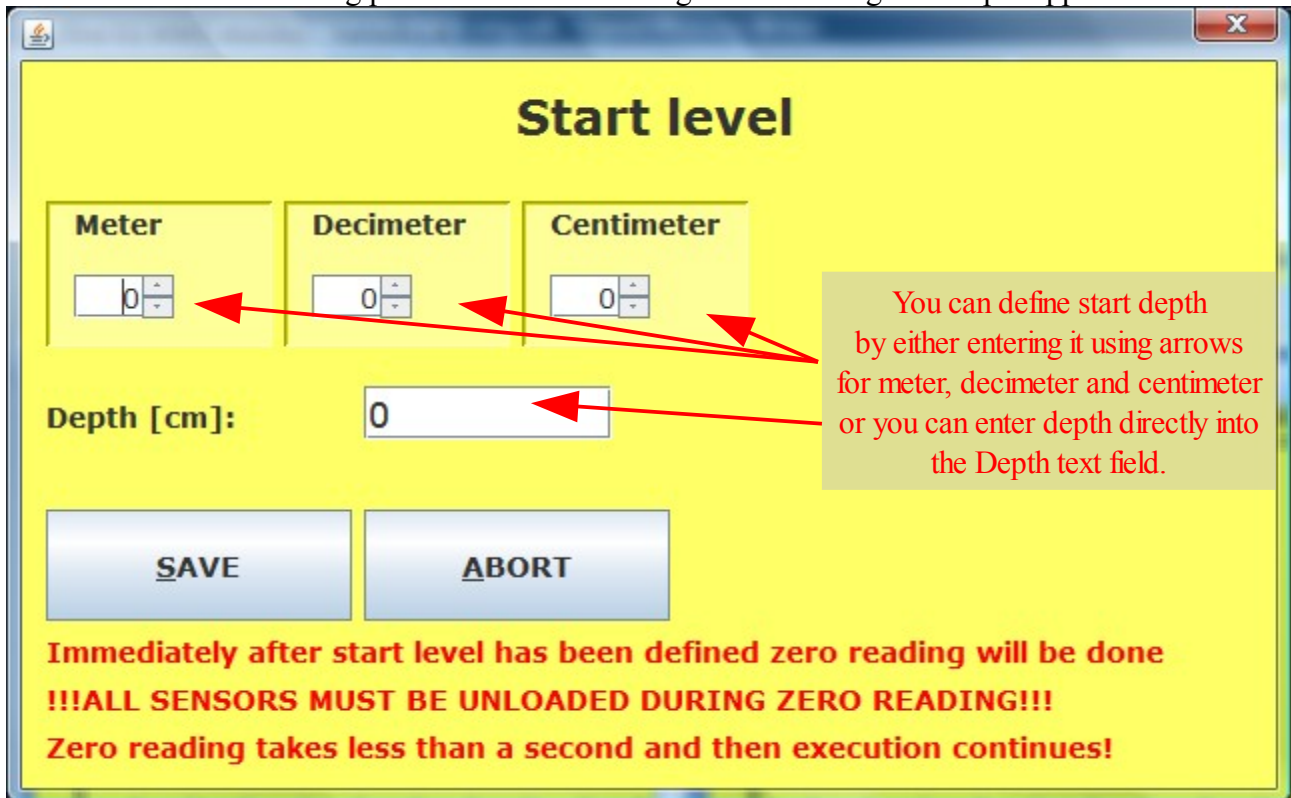 Start level
Meter Decimeter Centimeter
0 0 0
You can define start depth
by either entering it using arrows
for meter, decimeter and centimeter
or you can enter depth directly into
the Depth text field.
Depth [cm]: 0
SAVE ABORT
Immediately after start level has been defined zero reading will be done
!!!ALL SENSORS MUST BE UNLOADED DURING ZERO READING!!!
Zero reading takes less than a second and then execution continues!